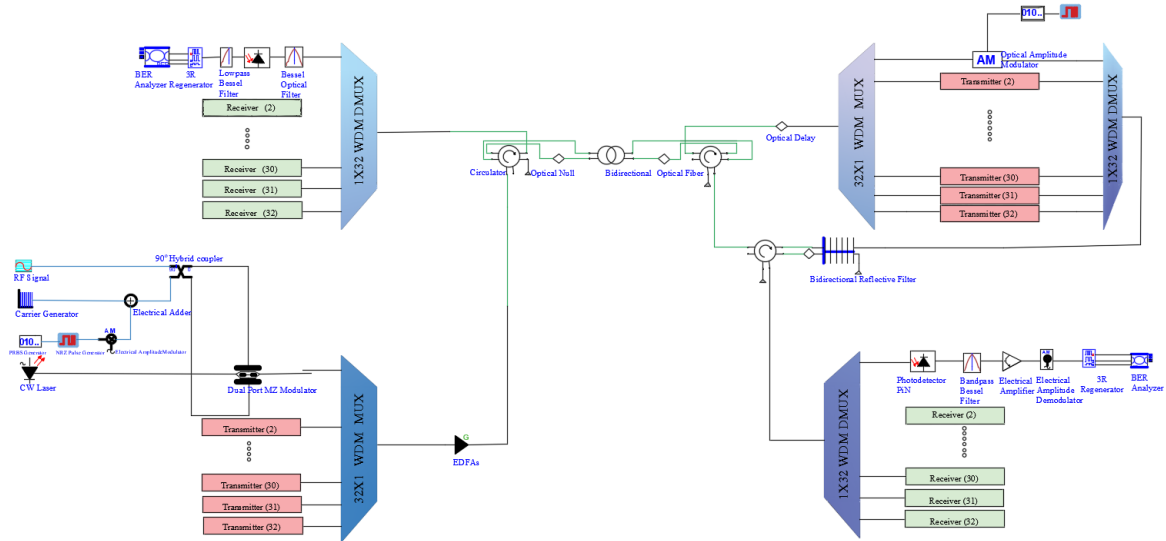 010..
AM
Optical Amplitude
Modulator
BER
Analyzer
3R
Regenerator
Lowpass
Bessel
Filter
Bessel
Optical
Filter
Receiver (2)
Receiver (30)
Receiver (31)
Receiver (32)
1X32 WDM DMUX
Circulator
Optical Null
Bidirectional
Optical Fiber
Optical Delay
32X1 WDM MUX
Transmitter (2)
Transmitter (30)
Transmitter (31)
Transmitter (32)
1X32 WDM DMUX
Bidirectional Reflective Filter
90° Hybrid coupler
RF Signal
Carrier Generator
Electrical Adder
010..
PRBS Generator
NRZ Pulse Generator
AM
Electrical AmplitudeModulator
CW Laser
Dual Port MZ Modulator
Transmitter (2)
Transmitter (30)
Transmitter (31)
Transmitter (32)
32X1 WDM MUX
G
EDFAs
1X32 WDM DMUX
Photodetector
PiN
Bandpass
Bessel
Filter
Electrical
Amplifier
AM
Electrical
Amplitude
Demodulator
3R
Regenerator
BER
Analyzer
Receiver (2)
Receiver (30)
Receiver (31)
Receiver (32)